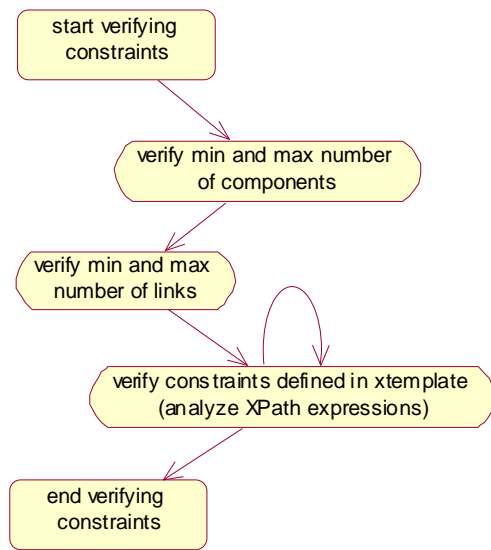 start verifying
constraints
verify min and max number
of components
verify min and max
number of links
verify constraints defined in xtemplate
(analyze XPath expressions)
end verifying
constraints